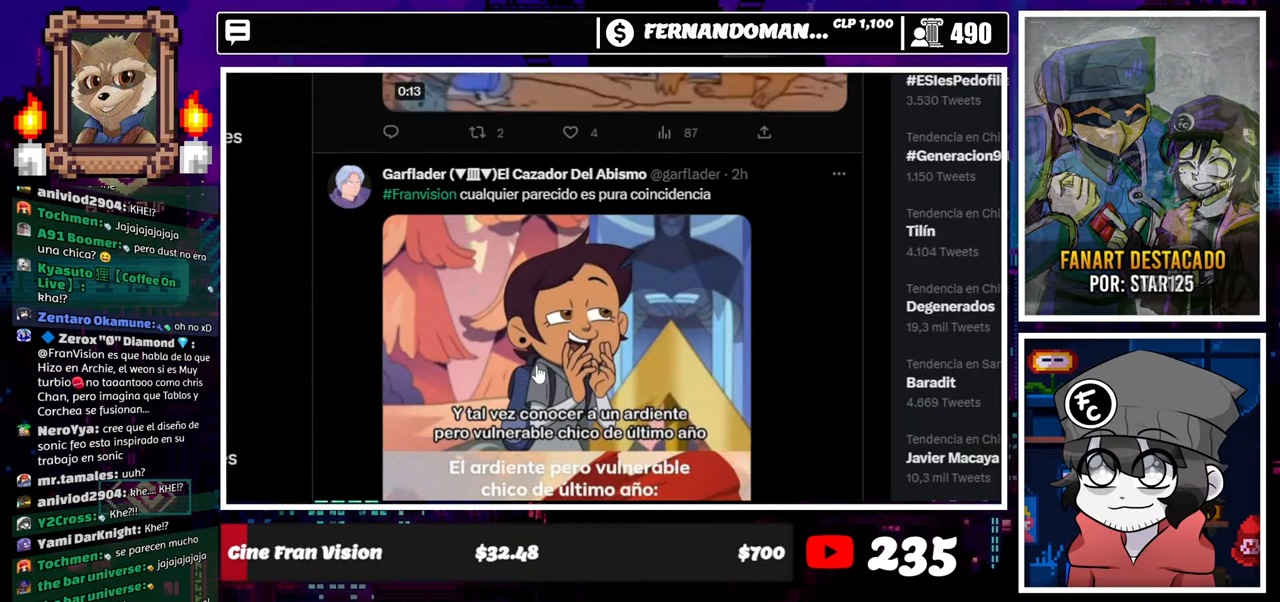 FERNANDOMAN...
CLP 1,100
490
aniviod2904: KHE!?
Tochmen: Jajajajajaja
A91 Boomer: pero dust no era
una chica?
Kyasuto 狸【Coffee On
Live】:
kha!?
Zentaro Okamune: oh no xD
Zerox "Ø" Diamond :
@FranVision es que habla de lo que
Hizo en Archie, el weon si es Muy
turbio no taaantoo como chris
Chan, pero imagina que Tablos y
Corchea se fusionan...
NeroYya: cree que el diseño de
sonic feo esta inspirado en su
trabajo en sonic
mr.tamales: uuh?
aniviod2904: khe.... KHE!?
Y2Cross: Khe?!!
Yami DarKnight: Khe!?
Tochmen: se parecen mucho
the bar universe: jajajajaja
the bar universe:
es
0:13
2
4
87
Garflader (▼皿▼)El Cazador Del Abismo @garflader · 2h
#Franvision cualquier parecido es pura coincidencia
Y tal vez conocer a un ardiente
pero vulnerable chico de último año
El ardiente pero vulnerable
chico de último año:
s
#ESIesPedofili
3.530 Tweets
Tendencia en Chi
#Generacion9
1.150 Tweets
Tendencia en Chi
Tilín
4.104 Tweets
Tendencia en Chi
Degenerados
19,3 mil Tweets
Tendencia en San
Baradit
4.669 Tweets
Tendencia en Chi
Javier Macaya
10,3 mil Tweets
FANART DESTACADO
POR: STAR125
FC
Cine Fran Vision
$32.48
$700
235